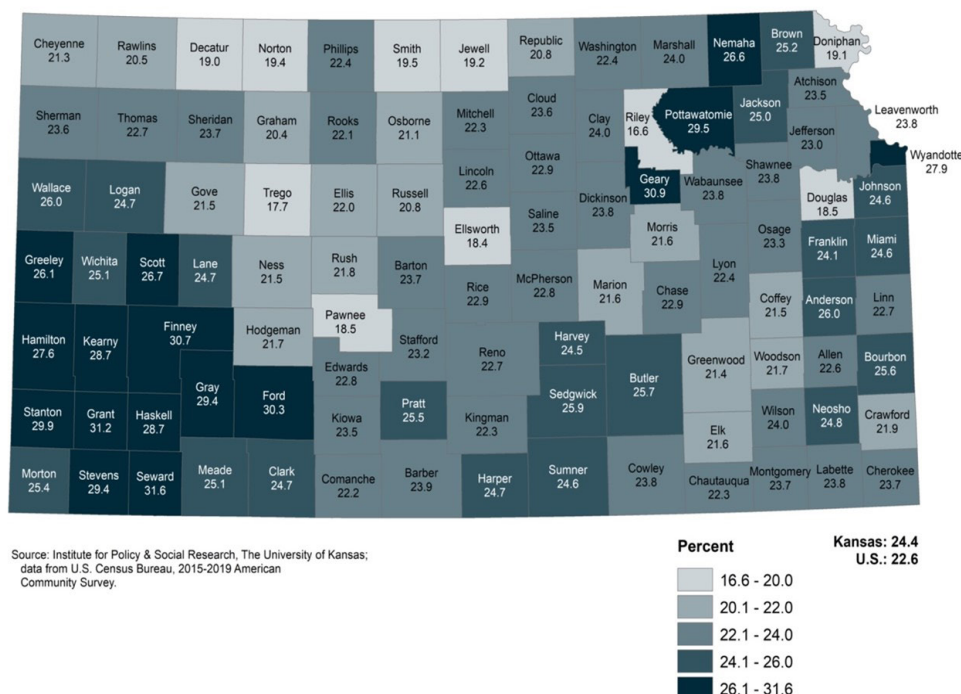 Cheyenne
21.3
Rawlins
20.5
Decatur
19.0
Norton
19.4
Phillips
22.4
Smith
19.5
Jewell
19.2
Republic
20.8
Washington
22.4
Marshall
24.0
Nemaha
26.6
Brown
25.2
Doniphan
19.1
Sherman
23.6
Thomas
22.7
Sheridan
23.7
Graham
20.4
Rooks
22.1
Osborne
21.1
Mitchell
22.3
Cloud
23.6
Clay
24.0
Riley
16.6
Pottawatomie
29.5
Jackson
25.0
Atchison
23.5
Jefferson
23.0
Leavenworth
23.8
Wyandotte
27.9
Wallace
26.0
Logan
24.7
Gove
21.5
Trego
17.7
Ellis
22.0
Russell
20.8
Lincoln
22.6
Ottawa
22.9
Saline
23.5
Dickinson
23.8
Geary
30.9
Wabaunsee
23.8
Shawnee
23.8
Douglas
18.5
Johnson
24.6
Greeley
26.1
Wichita
25.1
Scott
26.7
Lane
24.7
Ness
21.5
Rush
21.8
Barton
23.7
Ellsworth
18.4
Rice
22.9
McPherson
22.8
Marion
21.6
Morris
21.6
Chase
22.9
Lyon
22.4
Osage
23.3
Franklin
24.1
Miami
24.6
Hamilton
27.6
Kearny
28.7
Finney
30.7
Hodgeman
21.7
Pawnee
18.5
Stafford
23.2
Reno
22.7
Harvey
24.5
Butler
25.7
Greenwood
21.4
Coffey
21.5
Anderson
26.0
Linn
22.7
Woodson
21.7
Allen
22.6
Bourbon
25.6
Gray
29.4
Ford
30.3
Edwards
22.8
Kiowa
23.5
Pratt
25.5
Kingman
22.3
Sedgwick
25.9
Elk
21.6
Wilson
24.0
Neosho
24.8
Crawford
21.9
Stanton
29.9
Grant
31.2
Haskell
28.7
Morton
25.4
Stevens
29.4
Seward
31.6
Meade
25.1
Clark
24.7
Comanche
22.2
Barber
23.9
Harper
24.7
Sumner
24.6
Cowley
23.8
Chautauqua
22.3
Montgomery
23.7
Labette
23.8
Cherokee
23.7
Source: Institute for Policy & Social Research, The University of Kansas;
data from U.S. Census Bureau, 2015-2019 American
Community Survey.
Percent
Kansas: 24.4
U.S.: 22.6
16.6 - 20.0
20.1 - 22.0
22.1 - 24.0
24.1 - 26.0
26.1 - 31.6